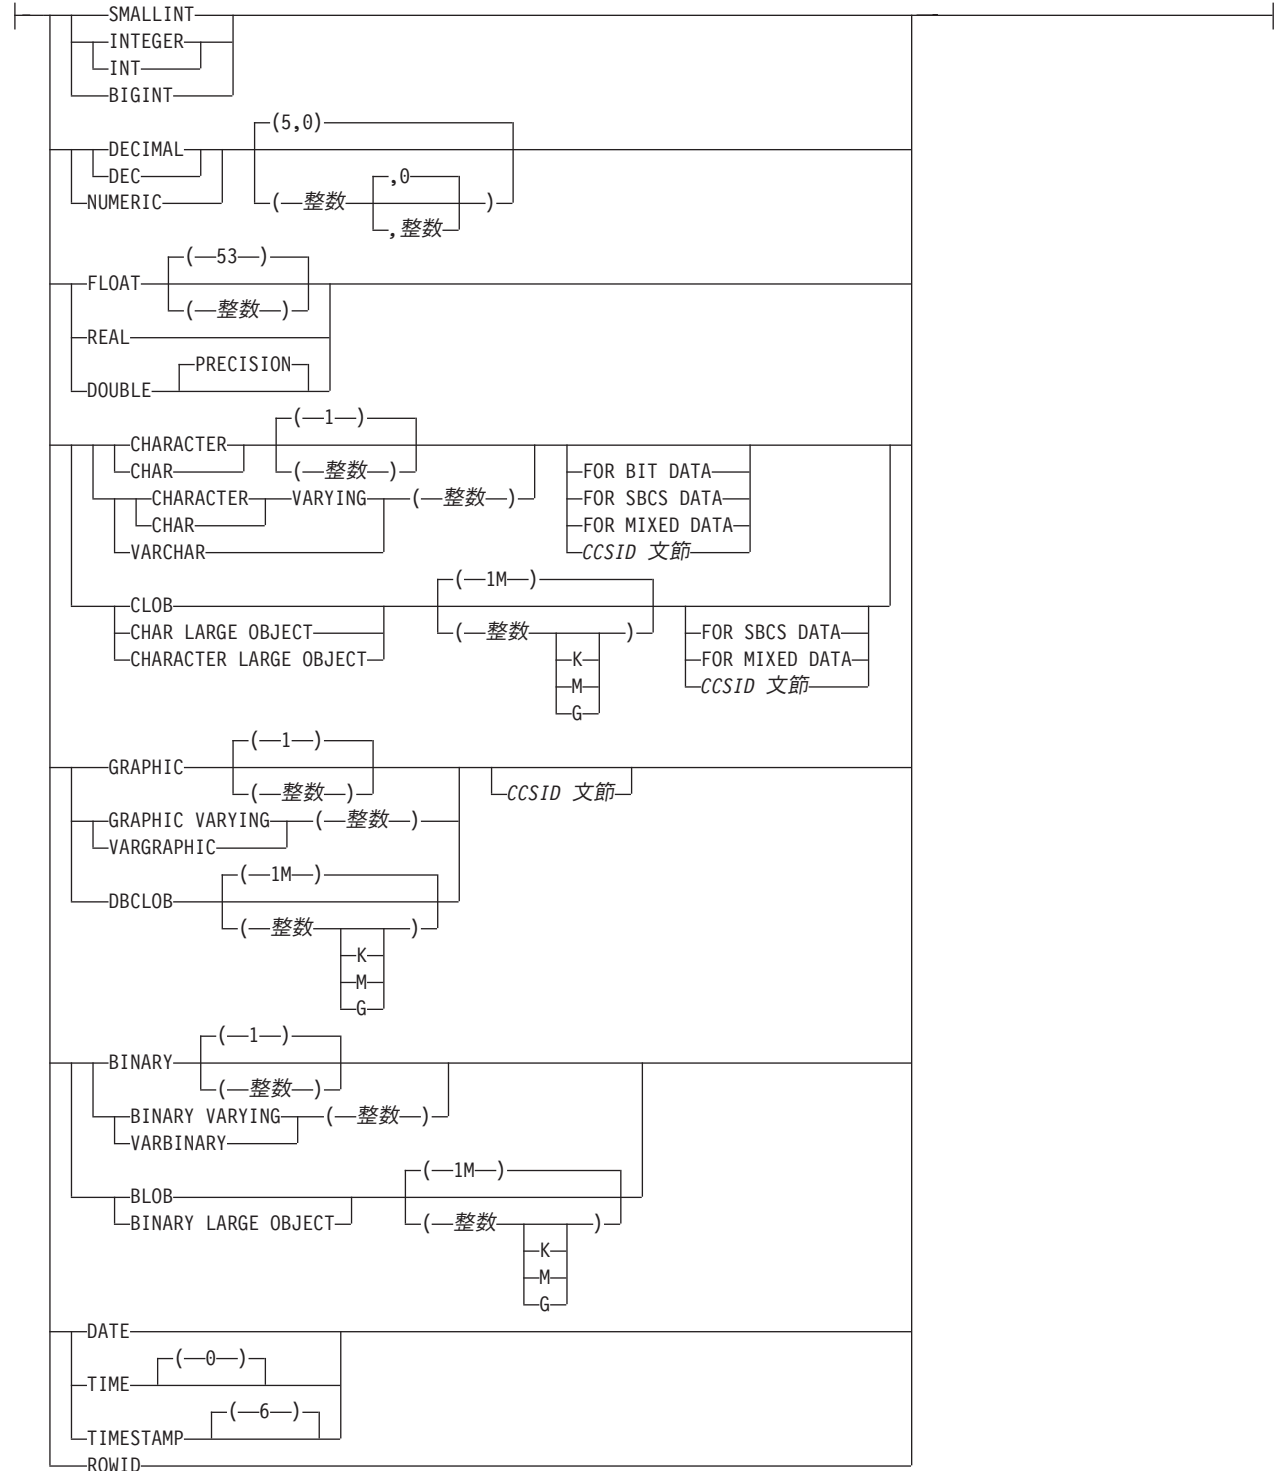 SMALLINT
INTEGER
INT
BIGINT
(5,0)
DECIMAL
DEC
,0
NUMERIC
( 整数 )
,整数
( 53 )
FLOAT
( 整数 )
REAL
PRECISION
DOUBLE
( 1 )
CHARACTER
CHAR ( 整数 ) FOR BIT DATA
CHARACTER VARYING ( 整数 ) FOR SBCS DATA
CHAR FOR MIXED DATA
VARCHAR CCSID 文節
( 1M )
CLOB
CHAR LARGE OBJECT ( 整数 ) FOR SBCS DATA
CHARACTER LARGE OBJECT K FOR MIXED DATA
M CCSID 文節
G
( 1 )
GRAPHIC
( 整数 ) CCSID 文節
GRAPHIC VARYING ( 整数 )
VARGRAPHIC
( 1M )
DBCLOB
( 整数 )
K
M
G
( 1 )
BINARY
( 整数 )
BINARY VARYING ( 整数 )
VARBINARY
( 1M )
BLOB
BINARY LARGE OBJECT ( 整数 )
K
M
G
DATE
( 0 )
TIME
( 6 )
TIMESTAMP
ROWID